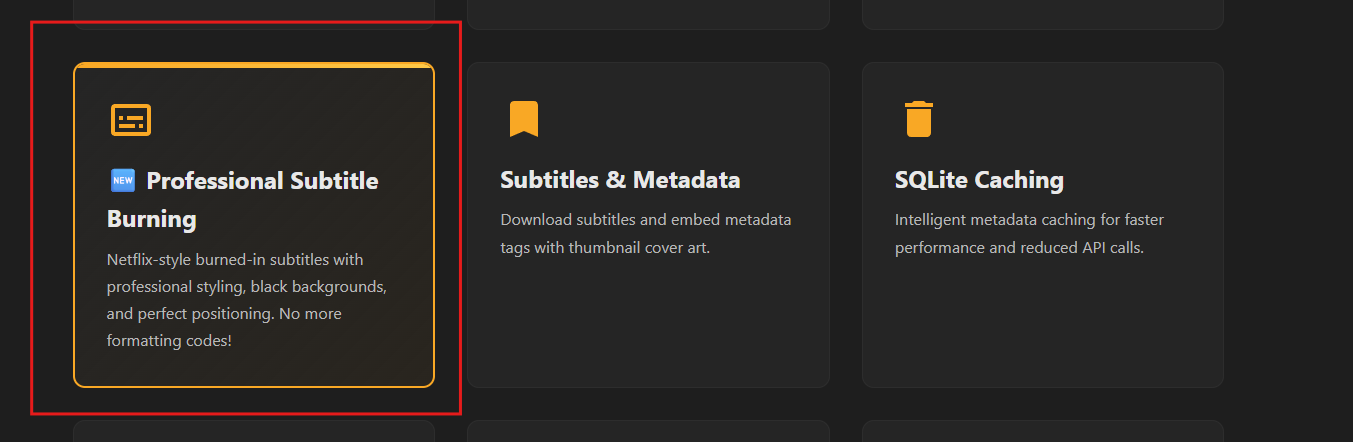 🆕 Professional Subtitle
Burning
Netflix-style burned-in subtitles with
professional styling, black backgrounds,
and perfect positioning. No more
formatting codes!
Subtitles & Metadata
Download subtitles and embed metadata
tags with thumbnail cover art.
SQLite Caching
Intelligent metadata caching for faster
performance and reduced API calls.